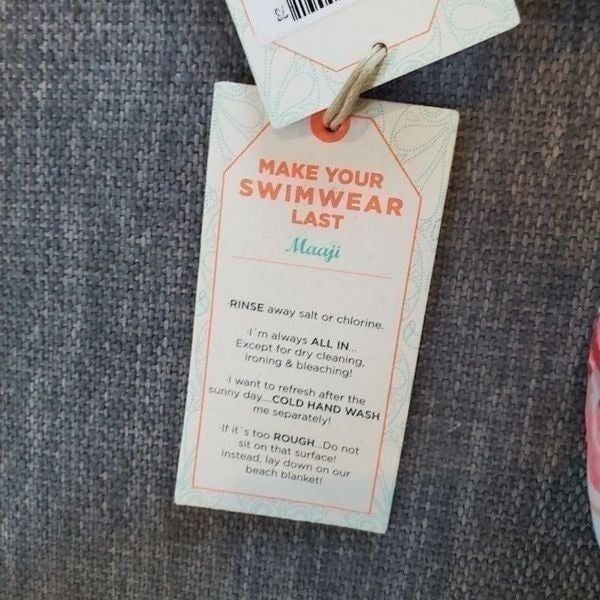 73
MAKE YOUR
SWIMWEAR
LAST
Maaji
·RINSE away salt or chlorine.
·I´m always ALL IN...
Except for dry cleaning,
ironing & bleaching!
·I want to refresh after the
sunny day....COLD HAND WASH
me separately!
·If it´s too ROUGH...Do not
sit on that surface!
Instead, lay down on our
beach blanket!